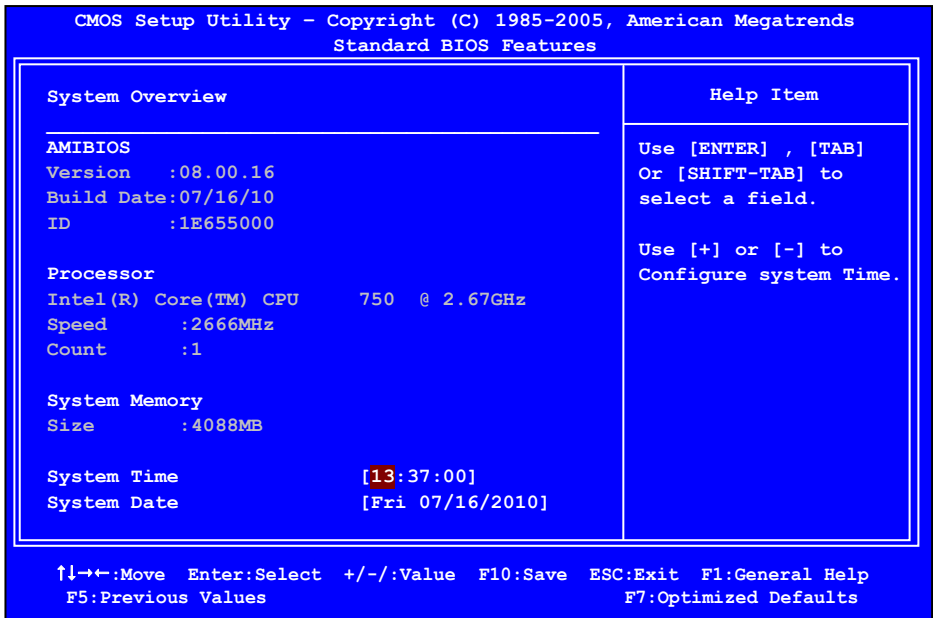 CMOS Setup Utility – Copyright (C) 1985-2005, American Megatrends
Standard BIOS Features
System Overview
AMIBIOS
Version :08.00.16
Build Date:07/16/10
ID :1E655000
Processor
Intel(R) Core(TM) CPU 750 @ 2.67GHz
Speed :2666MHz
Count :1
System Memory
Size :4088MB
System Time [13:37:00]
System Date [Fri 07/16/2010]
Help Item
Use [ENTER] , [TAB]
Or [SHIFT-TAB] to
select a field.
Use [+] or [-] to
Configure system Time.
↑↓→←:Move Enter:Select +/-/:Value F10:Save ESC:Exit F1:General Help
F5:Previous Values F7:Optimized Defaults